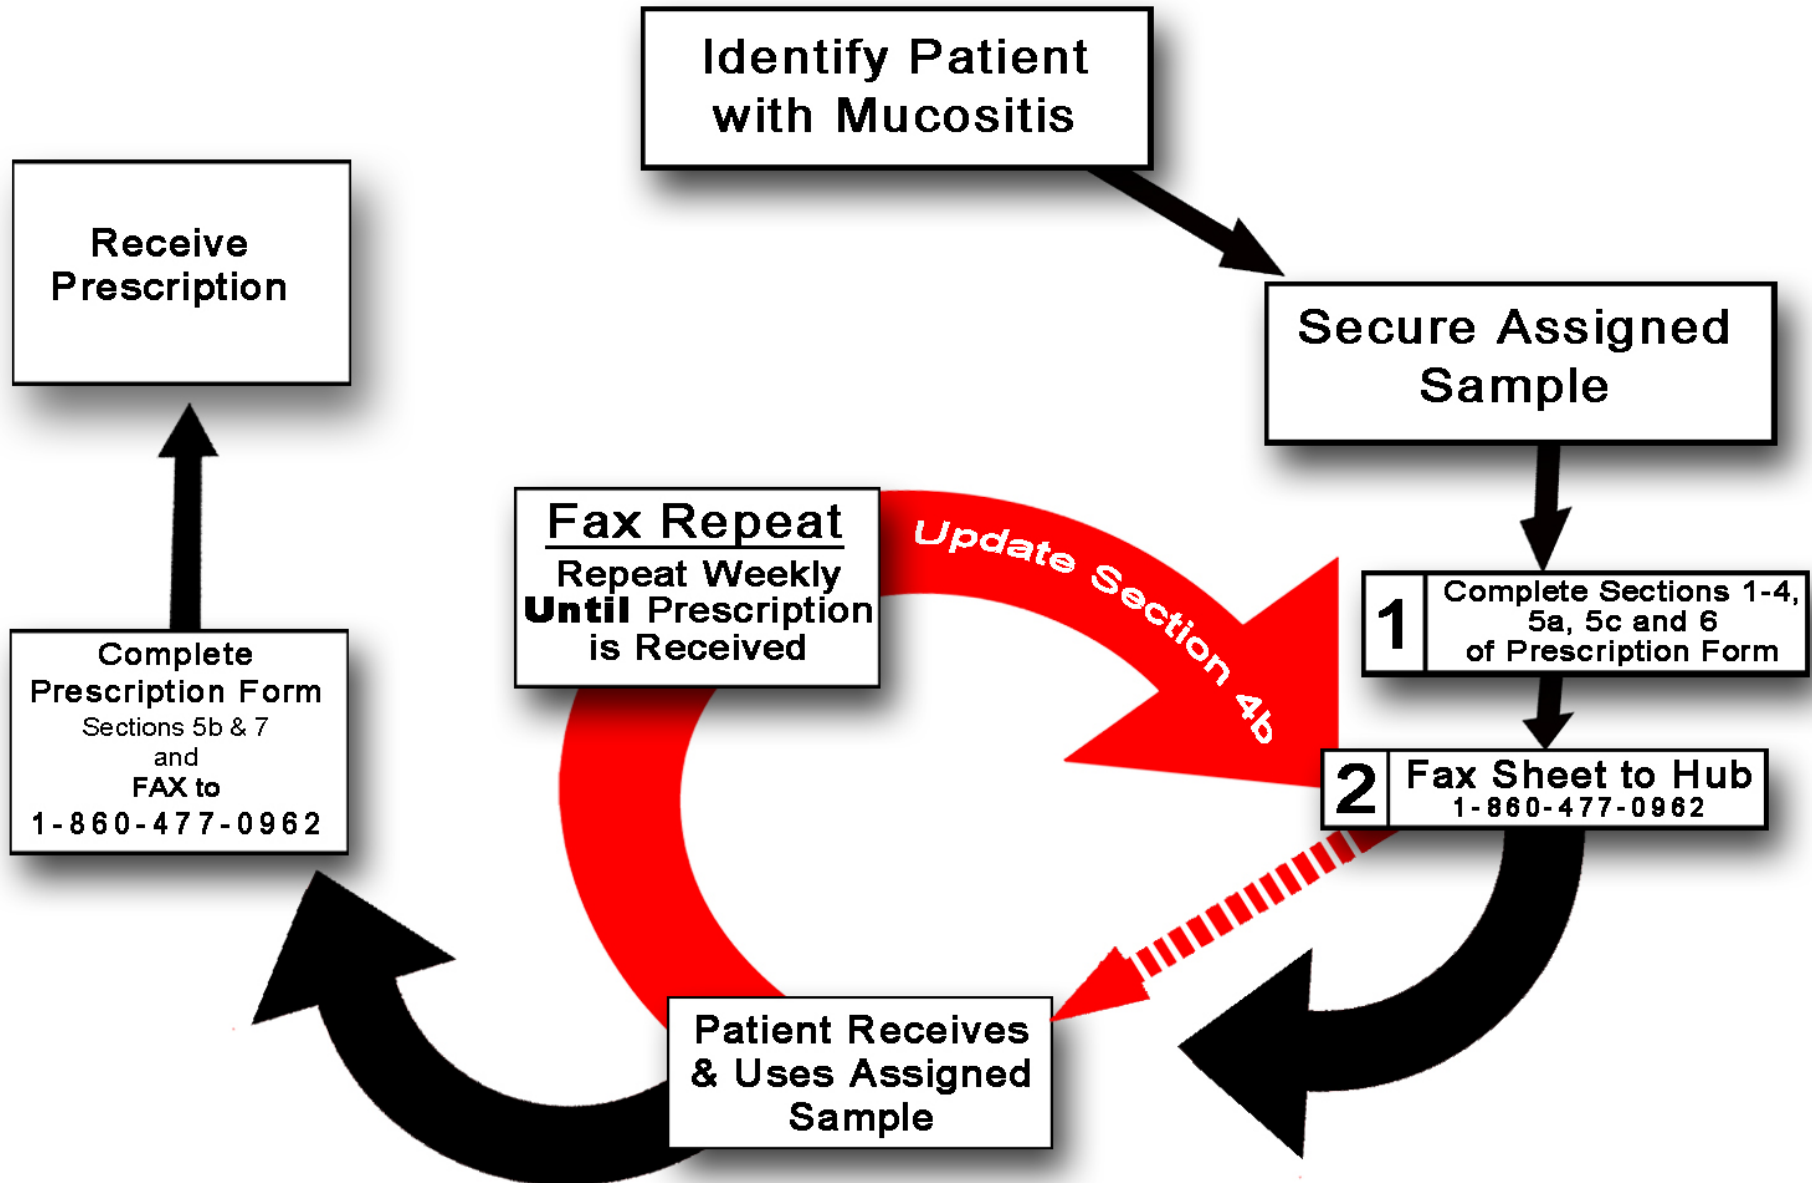 Identify Patient
with Mucositis
Receive
Prescription
Secure Assigned
Sample
Fax Repeat
Repeat Weekly
Until Prescription
is Received
Update Section 4b
1
Complete Sections 1-4,
5a, 5c and 6
of Prescription Form
Complete
Prescription Form
Sections 5b & 7
and
FAX to
1-860-477-0962
2
Fax Sheet to Hub
1-860-477-0962
Patient Receives
& Uses Assigned
Sample